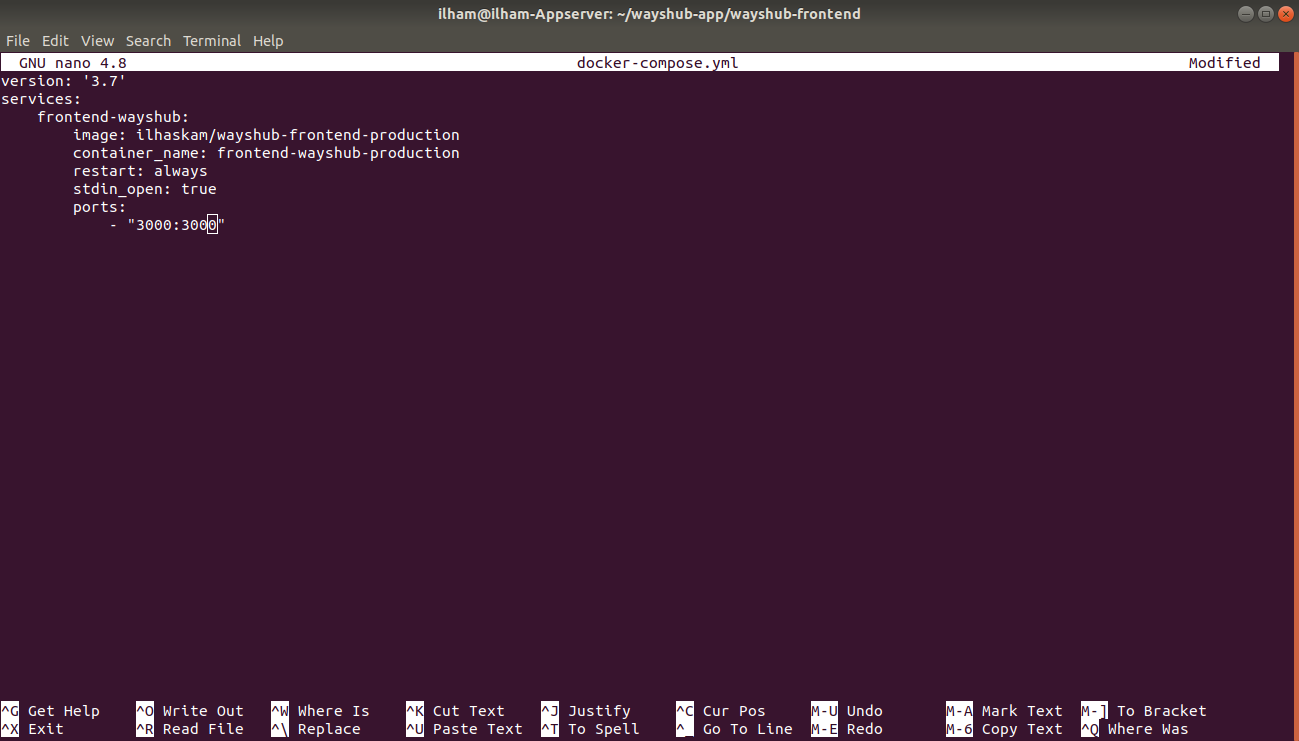 ilham@ilham-Appserver: ~/wayshub-app/wayshub-frontend
File Edit View Search Terminal Help
GNU nano 4.8 docker-compose.yml Modified
version: '3.7'
services:
    frontend-wayshub:
        image: ilhaskam/wayshub-frontend-production
        container_name: frontend-wayshub-production
        restart: always
        stdin_open: true
        ports:
            - "3000:3000"
^G Get Help ^O Write Out ^W Where Is ^K Cut Text ^J Justify ^C Cur Pos M-U Undo M-A Mark Text M-] To Bracket
^X Exit ^R Read File ^\ Replace ^U Paste Text ^T To Spell ^_ Go To Line M-E Redo M-6 Copy Text ^Q Where Was